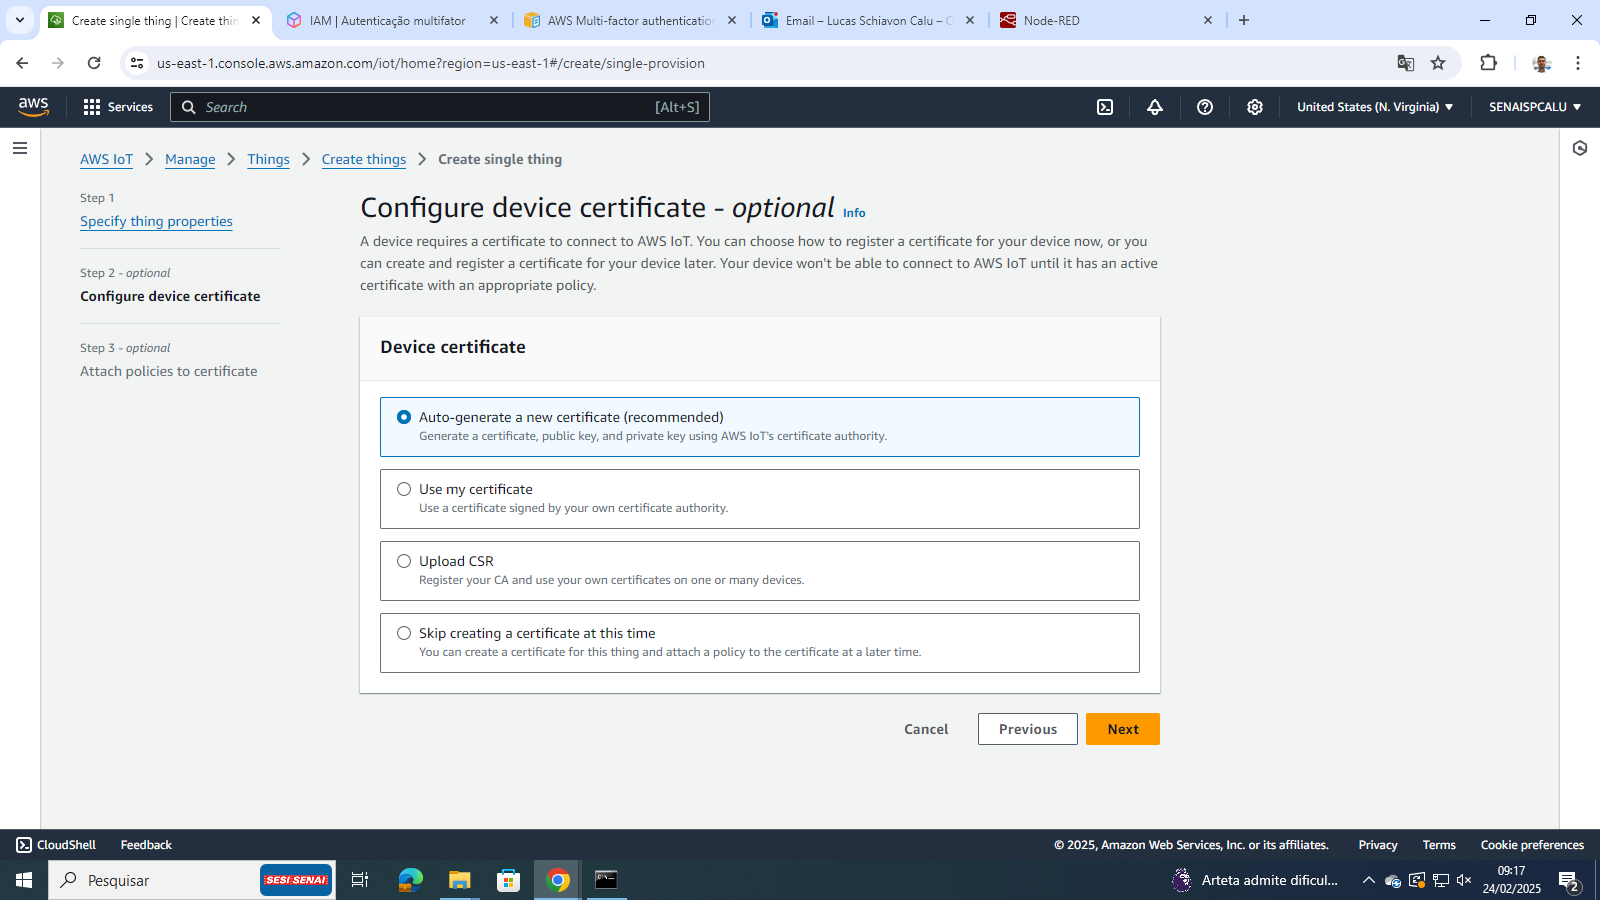 Create single thing | Create thin
IAM | Autenticação multifator
AWS Multi-factor authenticatio
Email – Lucas Schiavon Calu – O
Node-RED
us-east-1.console.aws.amazon.com/iot/home?region=us-east-1#/create/single-provision
aws
Services
Search
[Alt+S]
United States (N. Virginia)
SENAISPCALU
AWS IoT
Manage
Things
Create things
Create single thing
Step 1
Specify thing properties
Step 2 - optional
Configure device certificate
Step 3 - optional
Attach policies to certificate
Configure device certificate - optional Info
A device requires a certificate to connect to AWS IoT. You can choose how to register a certificate for your device now, or you
can create and register a certificate for your device later. Your device won't be able to connect to AWS IoT until it has an active
certificate with an appropriate policy.
Device certificate
Auto-generate a new certificate (recommended)
Generate a certificate, public key, and private key using AWS IoT's certificate authority.
Use my certificate
Use a certificate signed by your own certificate authority.
Upload CSR
Register your CA and use your own certificates on one or many devices.
Skip creating a certificate at this time
You can create a certificate for this thing and attach a policy to the certificate at a later time.
Cancel
Previous
Next
CloudShell
Feedback
© 2025, Amazon Web Services, Inc. or its affiliates.
Privacy
Terms
Cookie preferences
Pesquisar
SESI SENAI
Arteta admite dificul...
09:17
24/02/2025
2